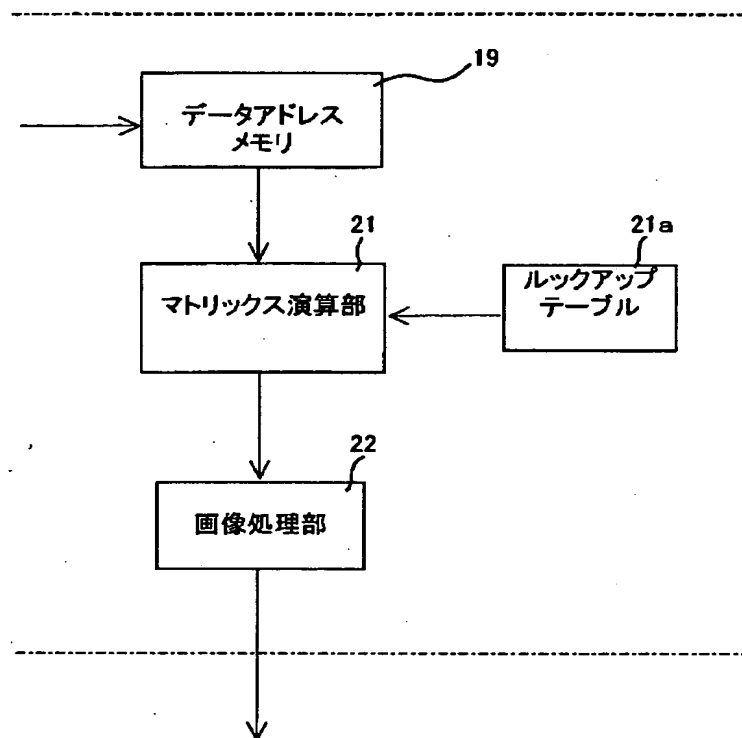 19
データアドレス
メモリ
21
マトリックス演算部
21a
ルックアップ
テーブル
22
画像処理部